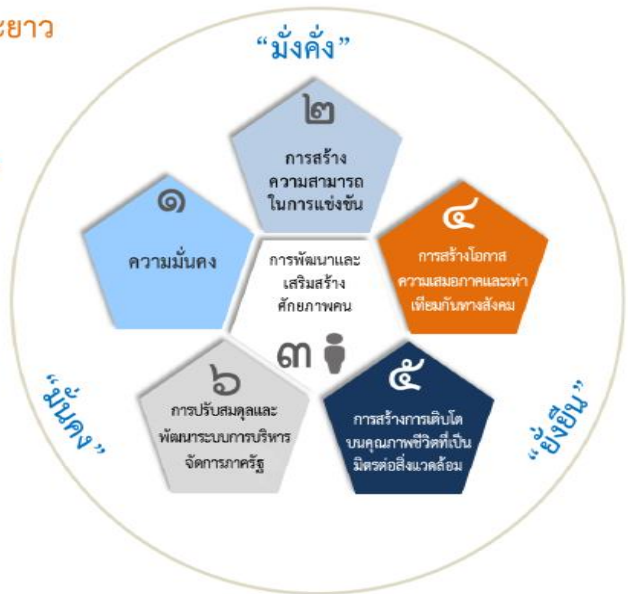 ะยาว
“มั่งคั่ง”
๒
การสร้าง
ความสามารถ
ในการแข่งขัน
๑
ความมั่นคง
การพัฒนาและ
เสริมสร้าง
ศักยภาพคน
๓
๔
การสร้างโอกาส
ความเสมอภาคและเท่า
เทียมกันทางสังคม
๖
การปรับสมดุลและ
พัฒนาระบบการบริหาร
จัดการภาครัฐ
๕
การสร้างการเติบโต
บนคุณภาพชีวิตที่เป็น
มิตรต่อสิ่งแวดล้อม
“มั่นคง”
“ยั่งยืน”